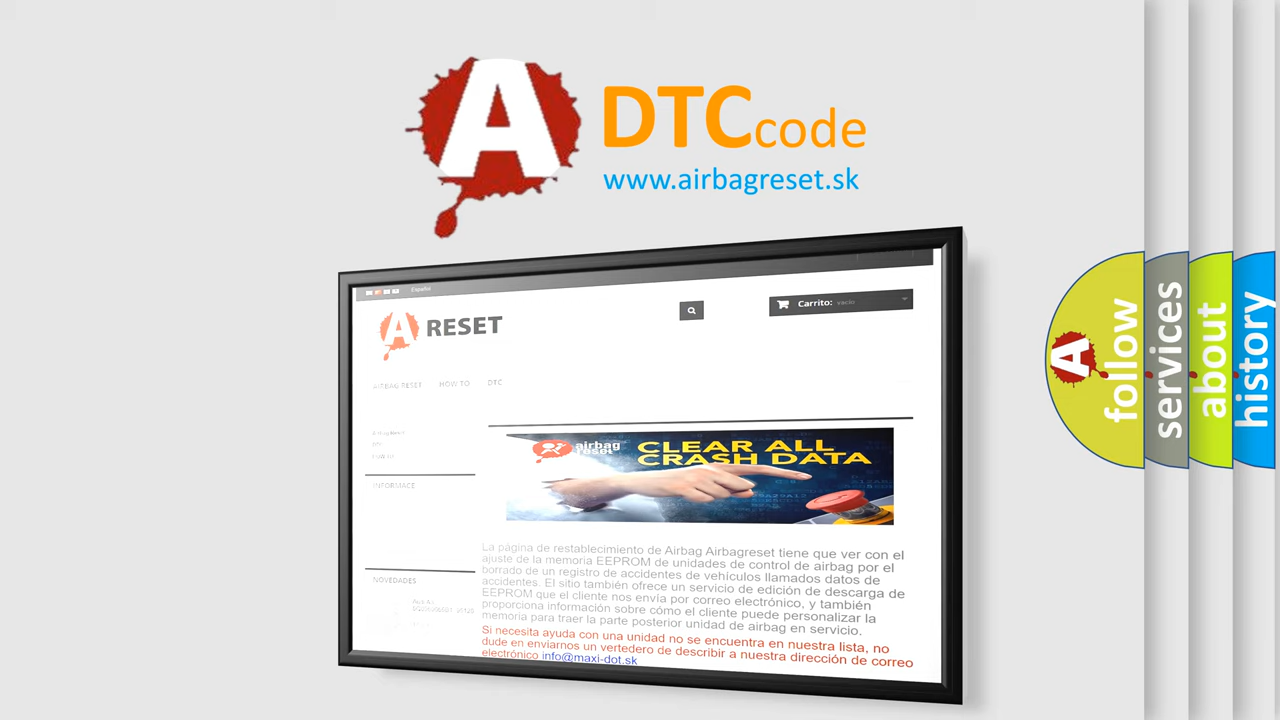 A DTCcode
www.airbagreset.sk
Español
A RESET
Carrito: vacío
AIRBAG RESET HOW TO DTC
INFORMACE
airbag
reset
CLEAR ALL
CRASH DATA
La página de restablecimiento de Airbag Airbagreset tiene que ver con el
ajuste de la memoria EEPROM de unidades de control de airbag por el
borrado de un registro de accidentes de vehículos llamados datos de
accidentes. El sitio también ofrece un servicio de edición de descarga de
EEPROM que el cliente nos envía por correo electrónico, y también
proporciona información sobre cómo el cliente puede personalizar la
memoria para traer la parte posterior unidad de airbag en servicio.
Si necesita ayuda con una unidad no se encuentra en nuestra lista, no
dude en enviarnos un vertedero de describir a nuestra dirección de correo
electrónico info@maxi-dot.sk
NOVEDADES
A follow
services
about
history